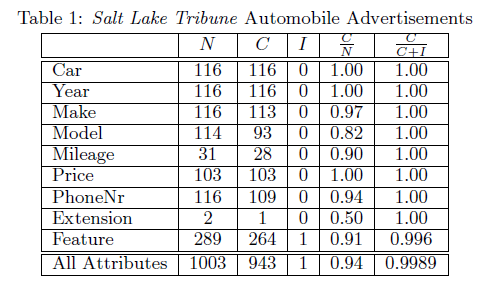 Table 1: Salt Lake Tribune Automobile Advertisements
N C I C/N C/C+I
Car 116 116 0 1.00 1.00
Year 116 116 0 1.00 1.00
Make 116 113 0 0.97 1.00
Model 114 93 0 0.82 1.00
Mileage 31 28 0 0.90 1.00
Price 103 103 0 1.00 1.00
PhoneNr 116 109 0 0.94 1.00
Extension 2 1 0 0.50 1.00
Feature 289 264 1 0.91 0.996
All Attributes 1003 943 1 0.94 0.9989